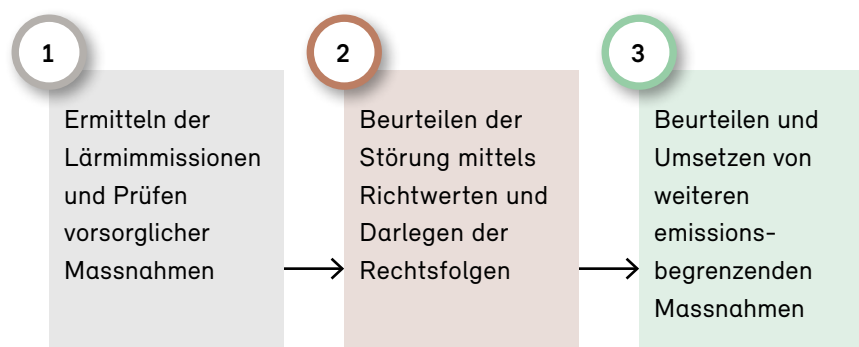 1
Ermitteln der
Lärmimmissionen
und Prüfen
vorsorglicher
Massnahmen
2
Beurteilen der
Störung mittels
Richtwerten und
Darlegen der
Rechtsfolgen
3
Beurteilen und
Umsetzen von
weiteren
emissions-
begrenzenden
Massnahmen